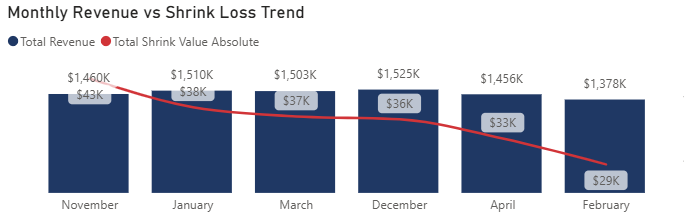 Monthly Revenue vs Shrink Loss Trend
Total Revenue Total Shrink Value Absolute
$1,460K $1,510K $1,503K $1,525K $1,456K $1,378K
$43K $38K $37K $36K $33K $29K
November January March December April February